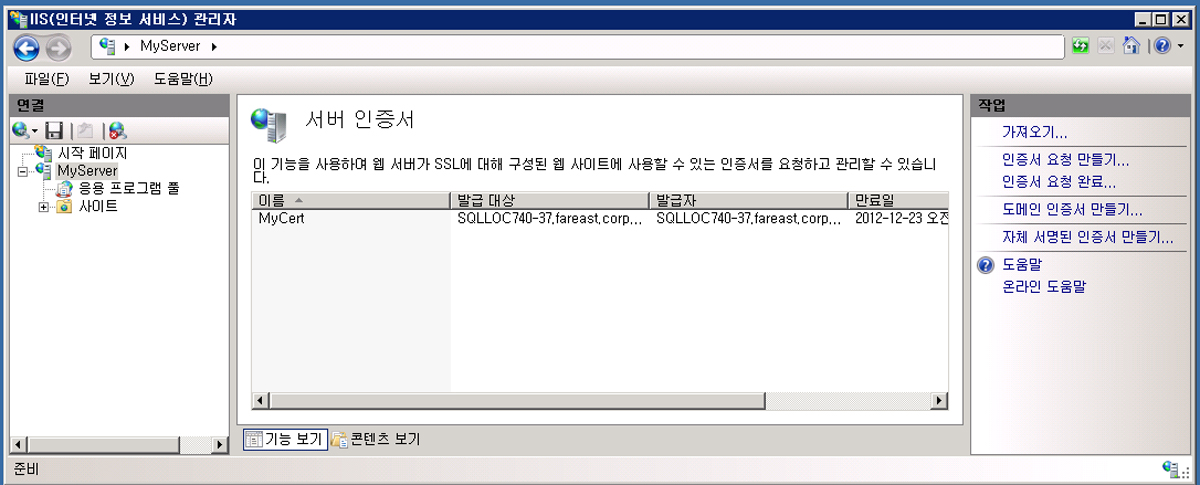 IIS(인터넷 정보 서비스) 관리자
MyServer
파일(F) 보기(V) 도움말(H)
연결
시작 페이지
MyServer
응용 프로그램 풀
사이트
서버 인증서
이 기능을 사용하여 웹 서버가 SSL에 대해 구성된 웹 사이트에 사용할 수 있는 인증서를 요청하고 관리할 수 있습니
다.
이름 발급 대상 발급자 만료일
MyCert SQLLOC740-37.fareast.corp... SQLLOC740-37.fareast.corp... 2012-12-23 오전
기능 보기 콘텐츠 보기
작업
가져오기...
인증서 요청 만들기...
인증서 요청 완료...
도메인 인증서 만들기...
자체 서명된 인증서 만들기...
도움말
온라인 도움말
준비